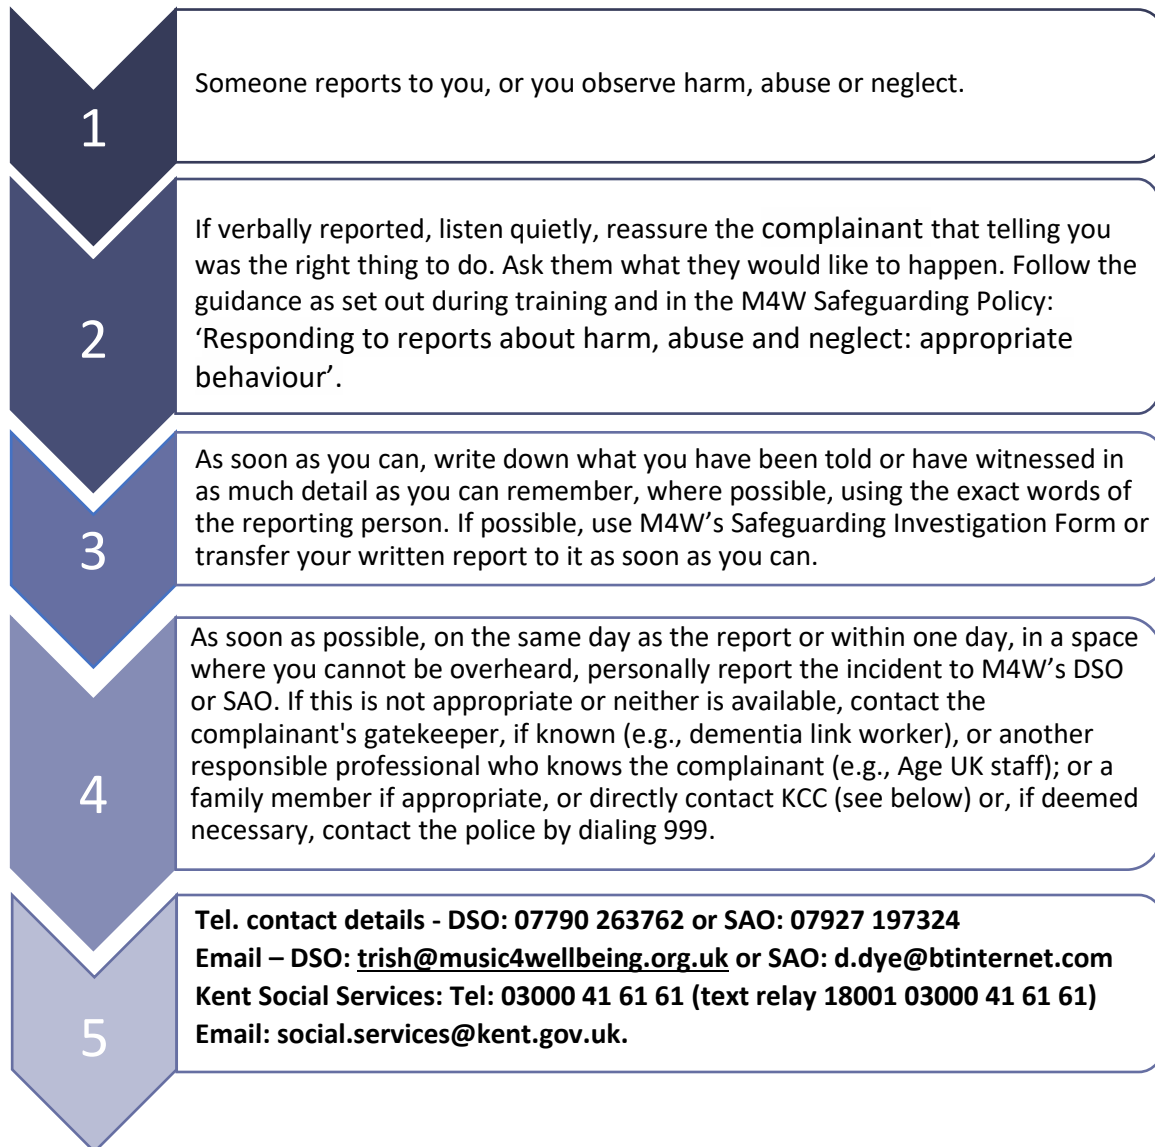 1
Someone reports to you, or you observe harm, abuse or neglect.
2
If verbally reported, listen quietly, reassure the complainant that telling you
was the right thing to do. Ask them what they would like to happen. Follow the
guidance as set out during training and in the M4W Safeguarding Policy:
‘Responding to reports about harm, abuse and neglect: appropriate
behaviour’.
3
As soon as you can, write down what you have been told or have witnessed in
as much detail as you can remember, where possible, using the exact words of
the reporting person. If possible, use M4W’s Safeguarding Investigation Form or
transfer your written report to it as soon as you can.
4
As soon as possible, on the same day as the report or within one day, in a space
where you cannot be overheard, personally report the incident to M4W’s DSO
or SAO. If this is not appropriate or neither is available, contact the
complainant's gatekeeper, if known (e.g., dementia link worker), or another
responsible professional who knows the complainant (e.g., Age UK staff); or a
family member if appropriate, or directly contact KCC (see below) or, if deemed
necessary, contact the police by dialing 999.
5
Tel. contact details - DSO: 07790 263762 or SAO: 07927 197324
Email – DSO: trish@music4wellbeing.org.uk or SAO: d.dye@btinternet.com
Kent Social Services: Tel: 03000 41 61 61 (text relay 18001 03000 41 61 61)
Email: social.services@kent.gov.uk.